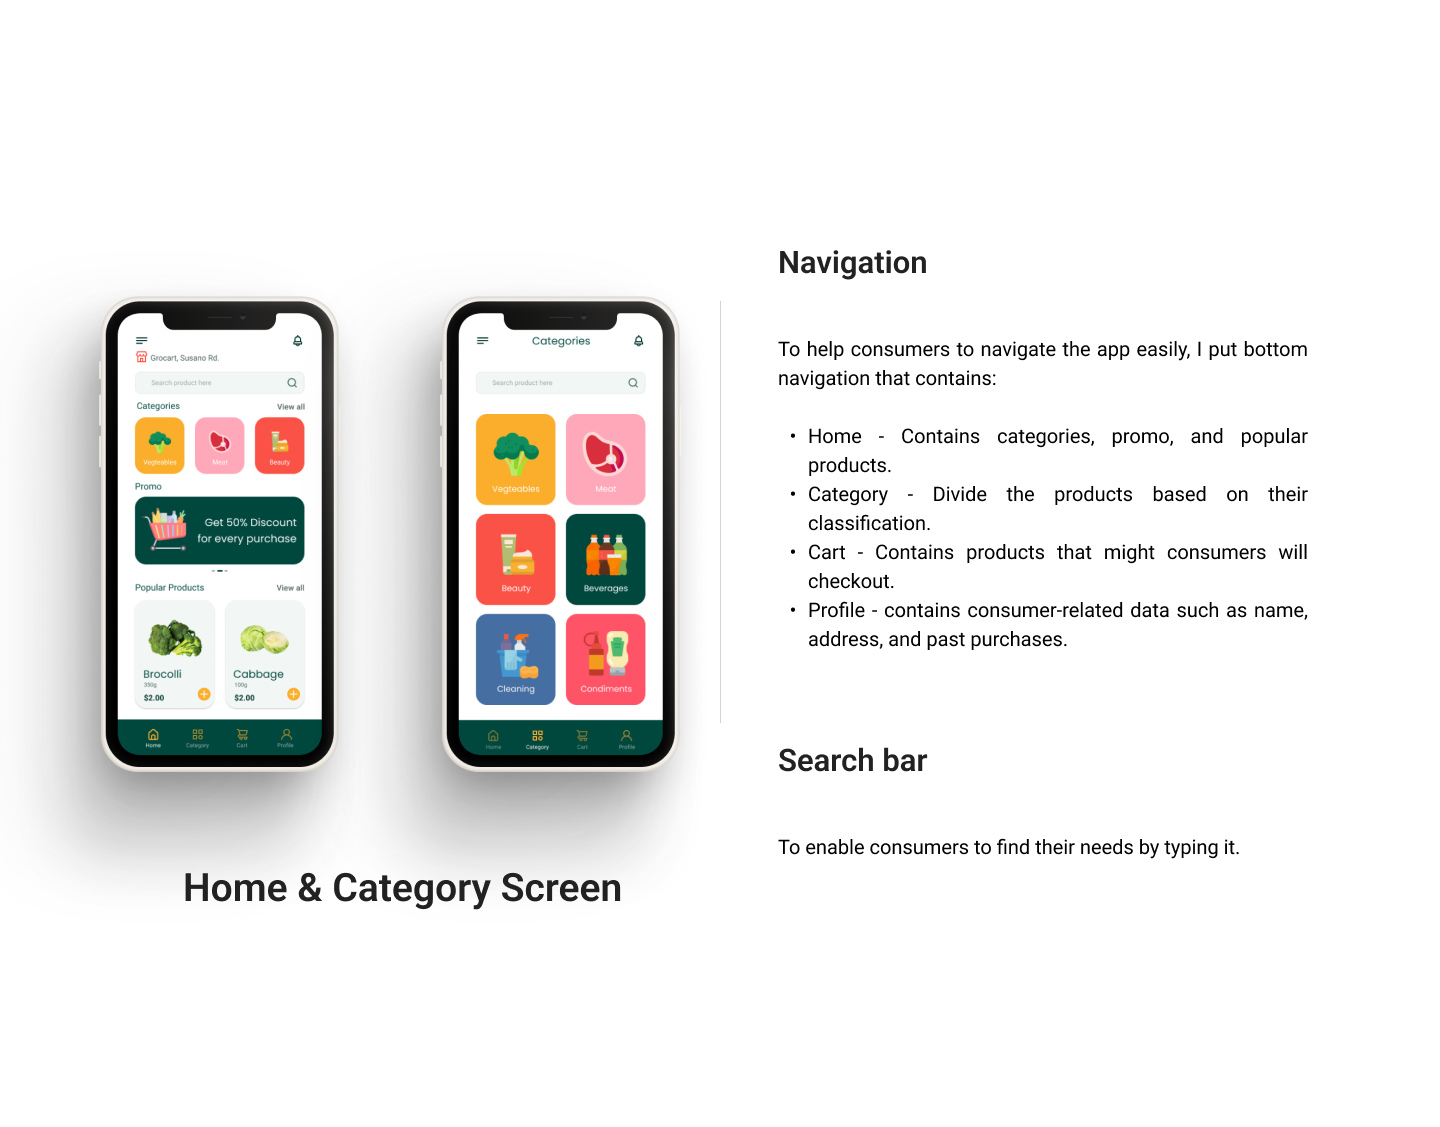 Grocart, Susano Rd.
Search product here
Categories View all
Vegteables Meat Beauty
Promo
Get 50% Discount
for every purchase
Popular Products View all
Brocolli Cabbage
350g 100g
$2.00 $2.00
Home Category Cart Profile
Categories
Search product here
Vegteables Meat
Beauty Beverages
Cleaning Condiments
Home Category Cart Profile
Home & Category Screen
Navigation
To help consumers to navigate the app easily, I put bottom
navigation that contains:
• Home - Contains categories, promo, and popular
products.
• Category - Divide the products based on their
classification.
• Cart - Contains products that might consumers will
checkout.
• Profile - contains consumer-related data such as name,
address, and past purchases.
Search bar
To enable consumers to find their needs by typing it.